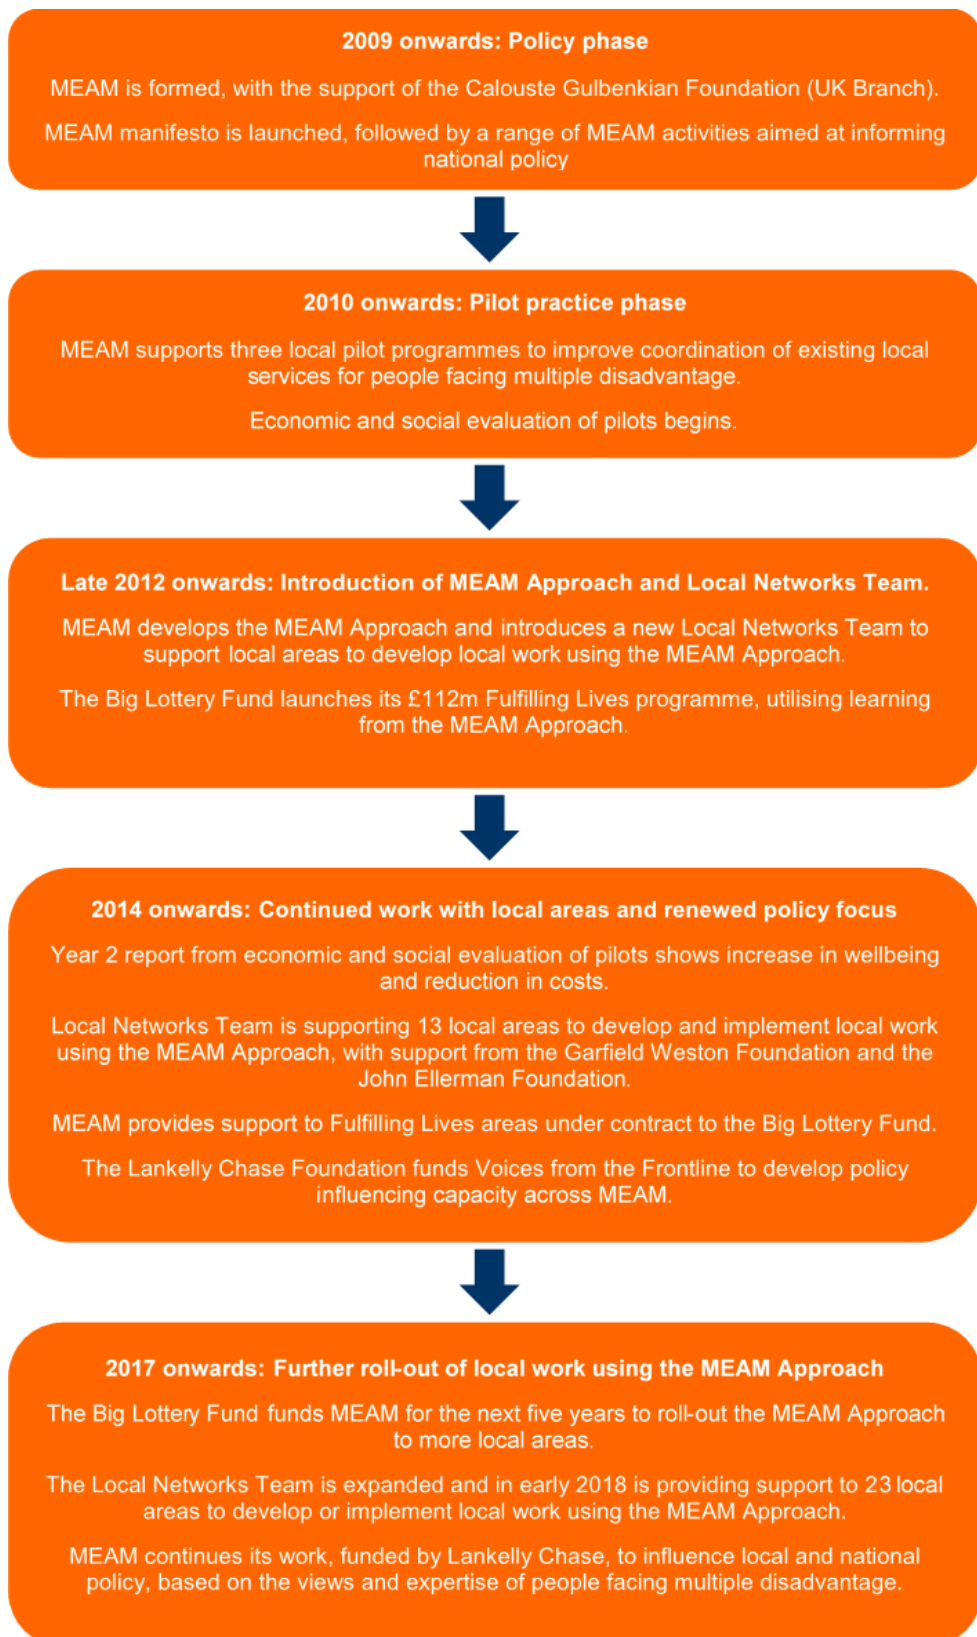 2009 onwards: Policy phase
MEAM is formed, with the support of the Calouste Gulbenkian Foundation (UK Branch).
MEAM manifesto is launched, followed by a range of MEAM activities aimed at informing
national policy
2010 onwards: Pilot practice phase
MEAM supports three local pilot programmes to improve coordination of existing local
services for people facing multiple disadvantage.
Economic and social evaluation of pilots begins.
Late 2012 onwards: Introduction of MEAM Approach and Local Networks Team.
MEAM develops the MEAM Approach and introduces a new Local Networks Team to
support local areas to develop local work using the MEAM Approach.
The Big Lottery Fund launches its £112m Fulfilling Lives programme, utilising learning
from the MEAM Approach.
2014 onwards: Continued work with local areas and renewed policy focus
Year 2 report from economic and social evaluation of pilots shows increase in wellbeing
and reduction in costs.
Local Networks Team is supporting 13 local areas to develop and implement local work
using the MEAM Approach, with support from the Garfield Weston Foundation and the
John Ellerman Foundation.
MEAM provides support to Fulfilling Lives areas under contract to the Big Lottery Fund.
The Lankelly Chase Foundation funds Voices from the Frontline to develop policy
influencing capacity across MEAM.
2017 onwards: Further roll-out of local work using the MEAM Approach
The Big Lottery Fund funds MEAM for the next five years to roll-out the MEAM Approach
to more local areas.
The Local Networks Team is expanded and in early 2018 is providing support to 23 local
areas to develop or implement local work using the MEAM Approach.
MEAM continues its work, funded by Lankelly Chase, to influence local and national
policy, based on the views and expertise of people facing multiple disadvantage.